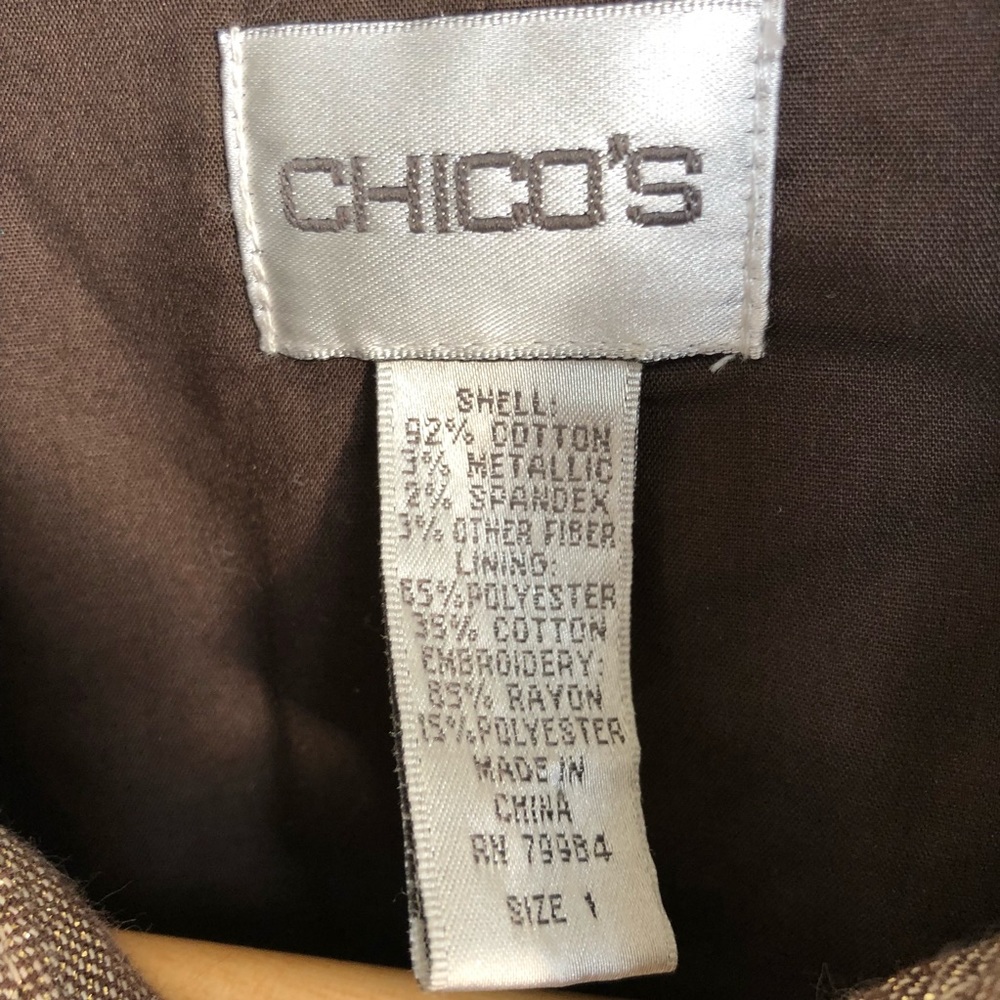 CHICO'S
SHELL:
92% COTTON
3% METALLIC
2% SPANDEX
3% OTHER FIBER
LINING:
65% POLYESTER
35% COTTON
EMBROIDERY:
85% RAYON
15% POLYESTER
MADE IN
CHINA
RN 79984
SIZE 1